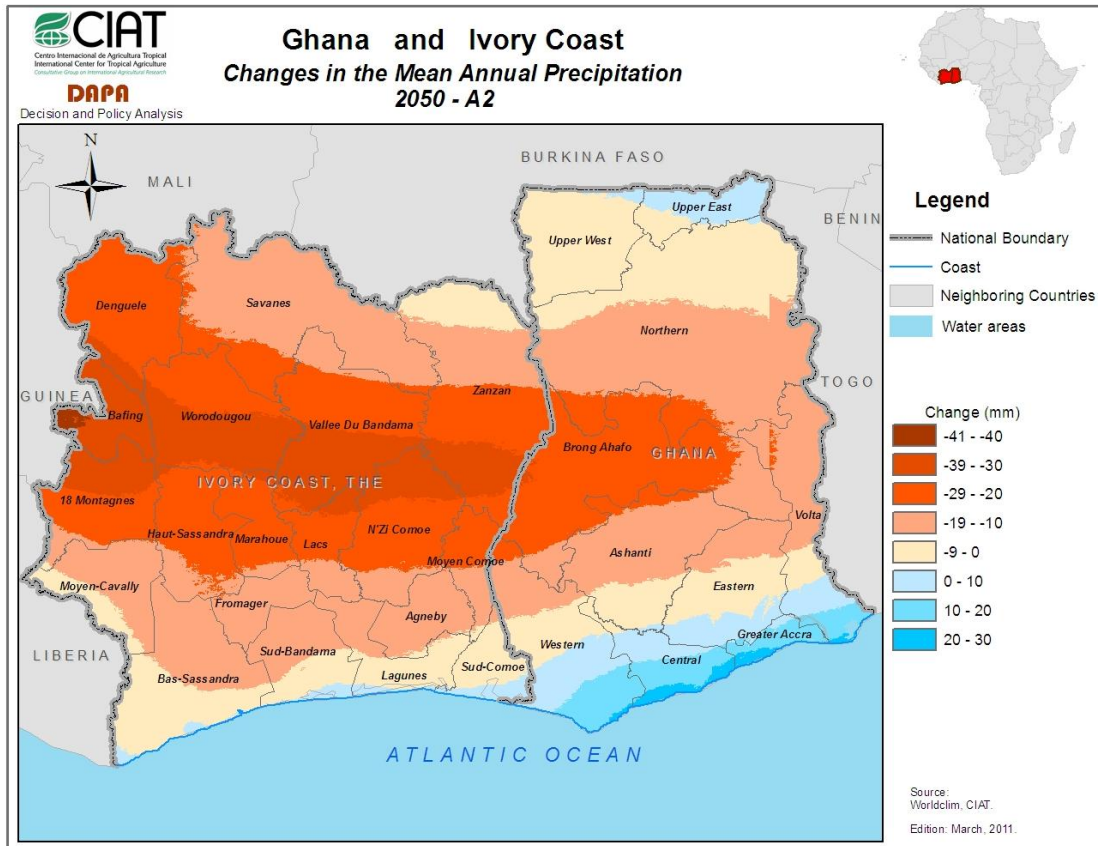 CIAT
Centro Internacional de Agricultura Tropical
International Center for Tropical Agriculture
Consultative Group on International Agricultural Research
DAPA
Decision and Policy Analysis
Ghana and Ivory Coast
Changes in the Mean Annual Precipitation
2050 - A2
N
MALI
BURKINA FASO
BENIN
GUINEA
TOGO
LIBERIA
Upper East
Upper West
Denguele
Savanes
Northern
Zanzan
Bafing
Worodougou
Vallee Du Bandama
Brong Ahafo
GHANA
IVORY COAST, THE
18 Montagnes
Haut-Sassandra
Marahoue
Lacs
N'Zi Comoe
Moyen Comoe
Volta
Ashanti
Moyen-Cavally
Fromager
Agneby
Eastern
Sud-Bandama
Western
Greater Accra
Central
Bas-Sassandra
Lagunes
Sud-Comoe
ATLANTIC OCEAN
Legend
National Boundary
Coast
Neighboring Countries
Water areas
Change (mm)
-41 - -40
-39 - -30
-29 - -20
-19 - -10
-9 - 0
0 - 10
10 - 20
20 - 30
Source:
Worldclim, CIAT.
Edition: March, 2011.